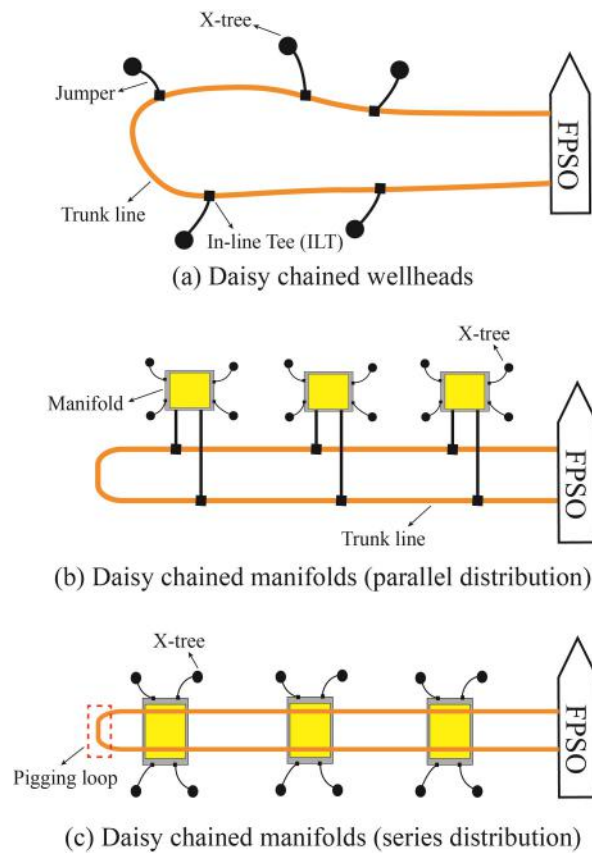 X-tree
Jumper
FPSO
Trunk line
In-line Tee (ILT)
(a) Daisy chained wellheads
X-tree
Manifold
FPSO
Trunk line
(b) Daisy chained manifolds (parallel distribution)
X-tree
FPSO
Pigging loop
(c) Daisy chained manifolds (series distribution)